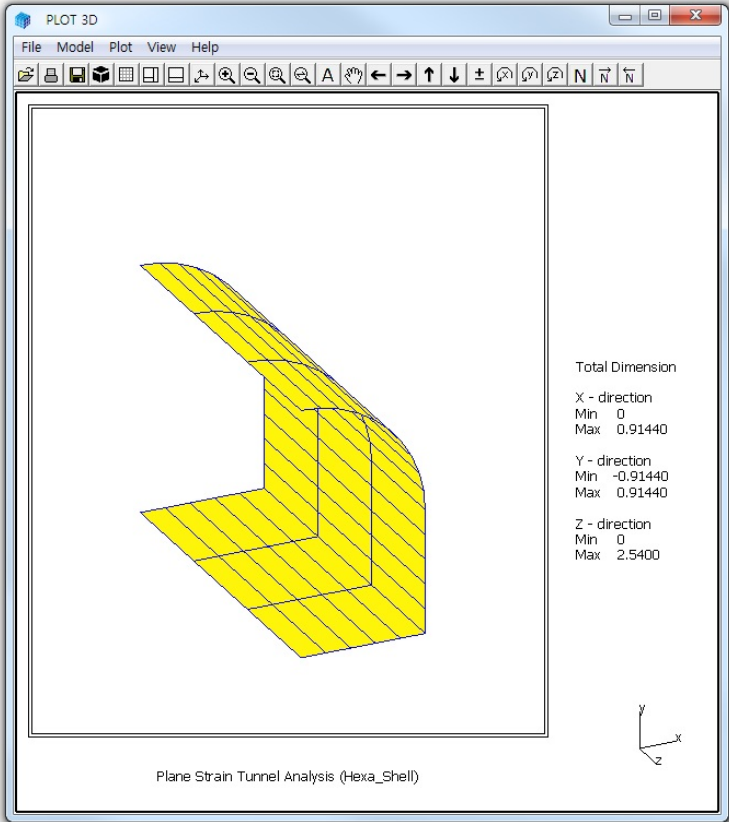 PLOT 3D
File Model Plot View Help
A N N N
Total Dimension
X - direction
Min 0
Max 0.91440
Y - direction
Min -0.91440
Max 0.91440
Z - direction
Min 0
Max 2.5400
y
x
z
Plane Strain Tunnel Analysis (Hexa_Shell)